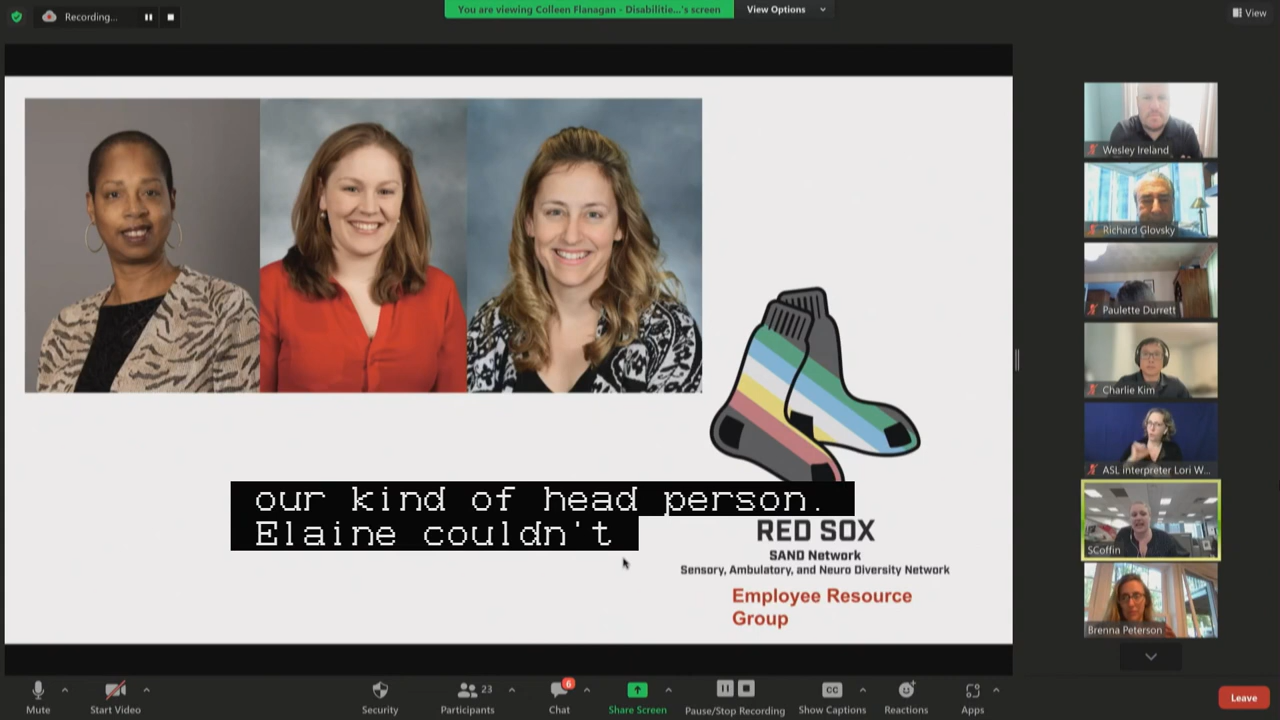 Recording...
You are viewing Colleen Flanagan - Disabilitie...'s screen
View Options
View
our kind of head person.
Elaine couldn't
RED SOX
SAND Network
Sensory, Ambulatory, and Neuro Diversity Network
Employee Resource
Group
Wesley Ireland
Richard Glovsky
Paulette Durrett
Charlie Kim
ASL interpreter Lori W...
SCoffin
Brenna Peterson
Mute
Start Video
Security
Participants
23
Chat
6
Share Screen
Pause/Stop Recording
CC
Show Captions
Reactions
Apps
Leave